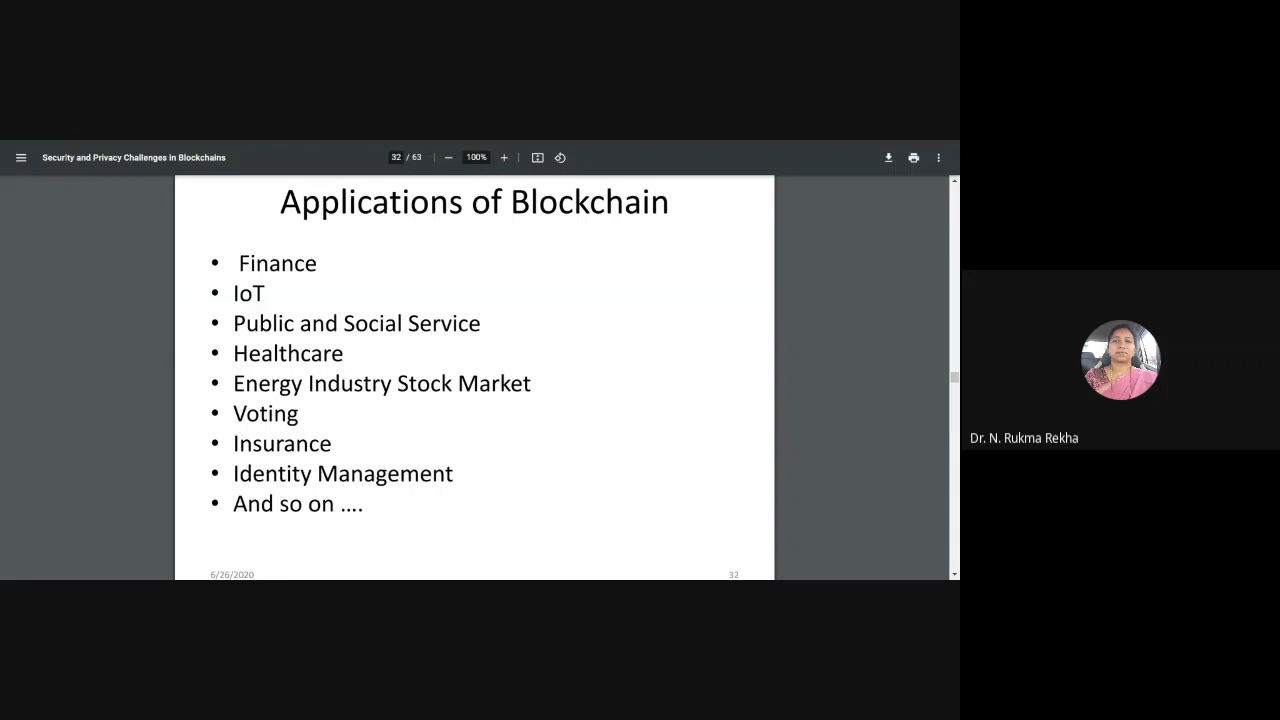 Security and Privacy Challenges in Blockchains
32 / 63
100%
Applications of Blockchain
• Finance
• IoT
• Public and Social Service
• Healthcare
• Energy Industry Stock Market
• Voting
• Insurance
• Identity Management
• And so on ....
6/26/2020
32
Dr. N. Rukma Rekha